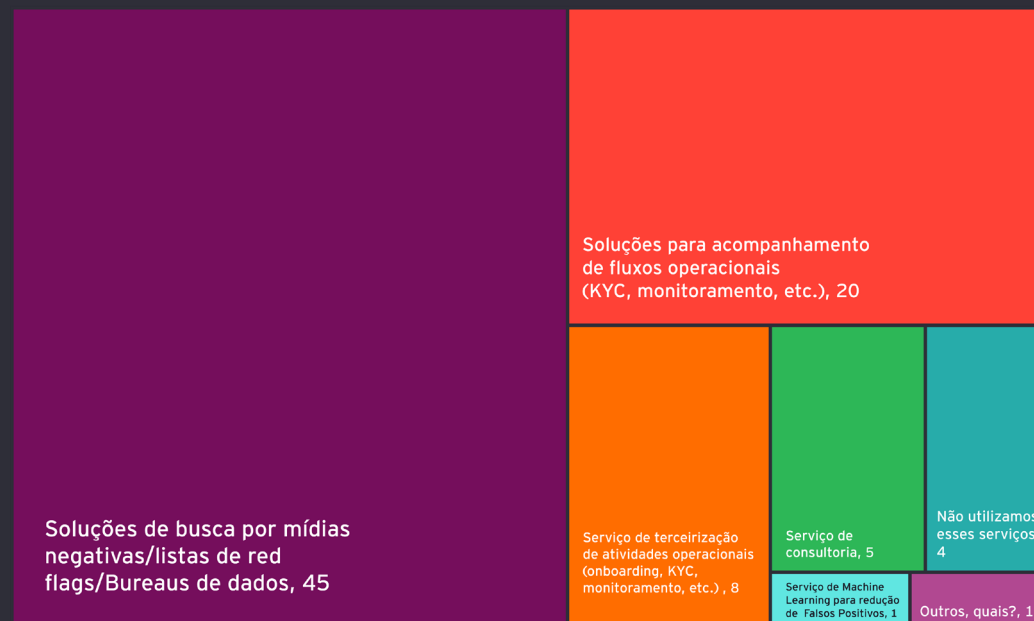 Soluções de busca por mídias
negativas/listas de red
flags/Bureaus de dados, 45
Soluções para acompanhamento
de fluxos operacionais
(KYC, monitoramento, etc.), 20
Serviço de terceirização
de atividades operacionais
(onboarding, KYC,
monitoramento, etc.) , 8
Serviço de
consultoria, 5
Não utilizamos
esses serviços
4
Serviço de Machine
Learning para redução
de Falsos Positivos, 1
Outros, quais?, 1